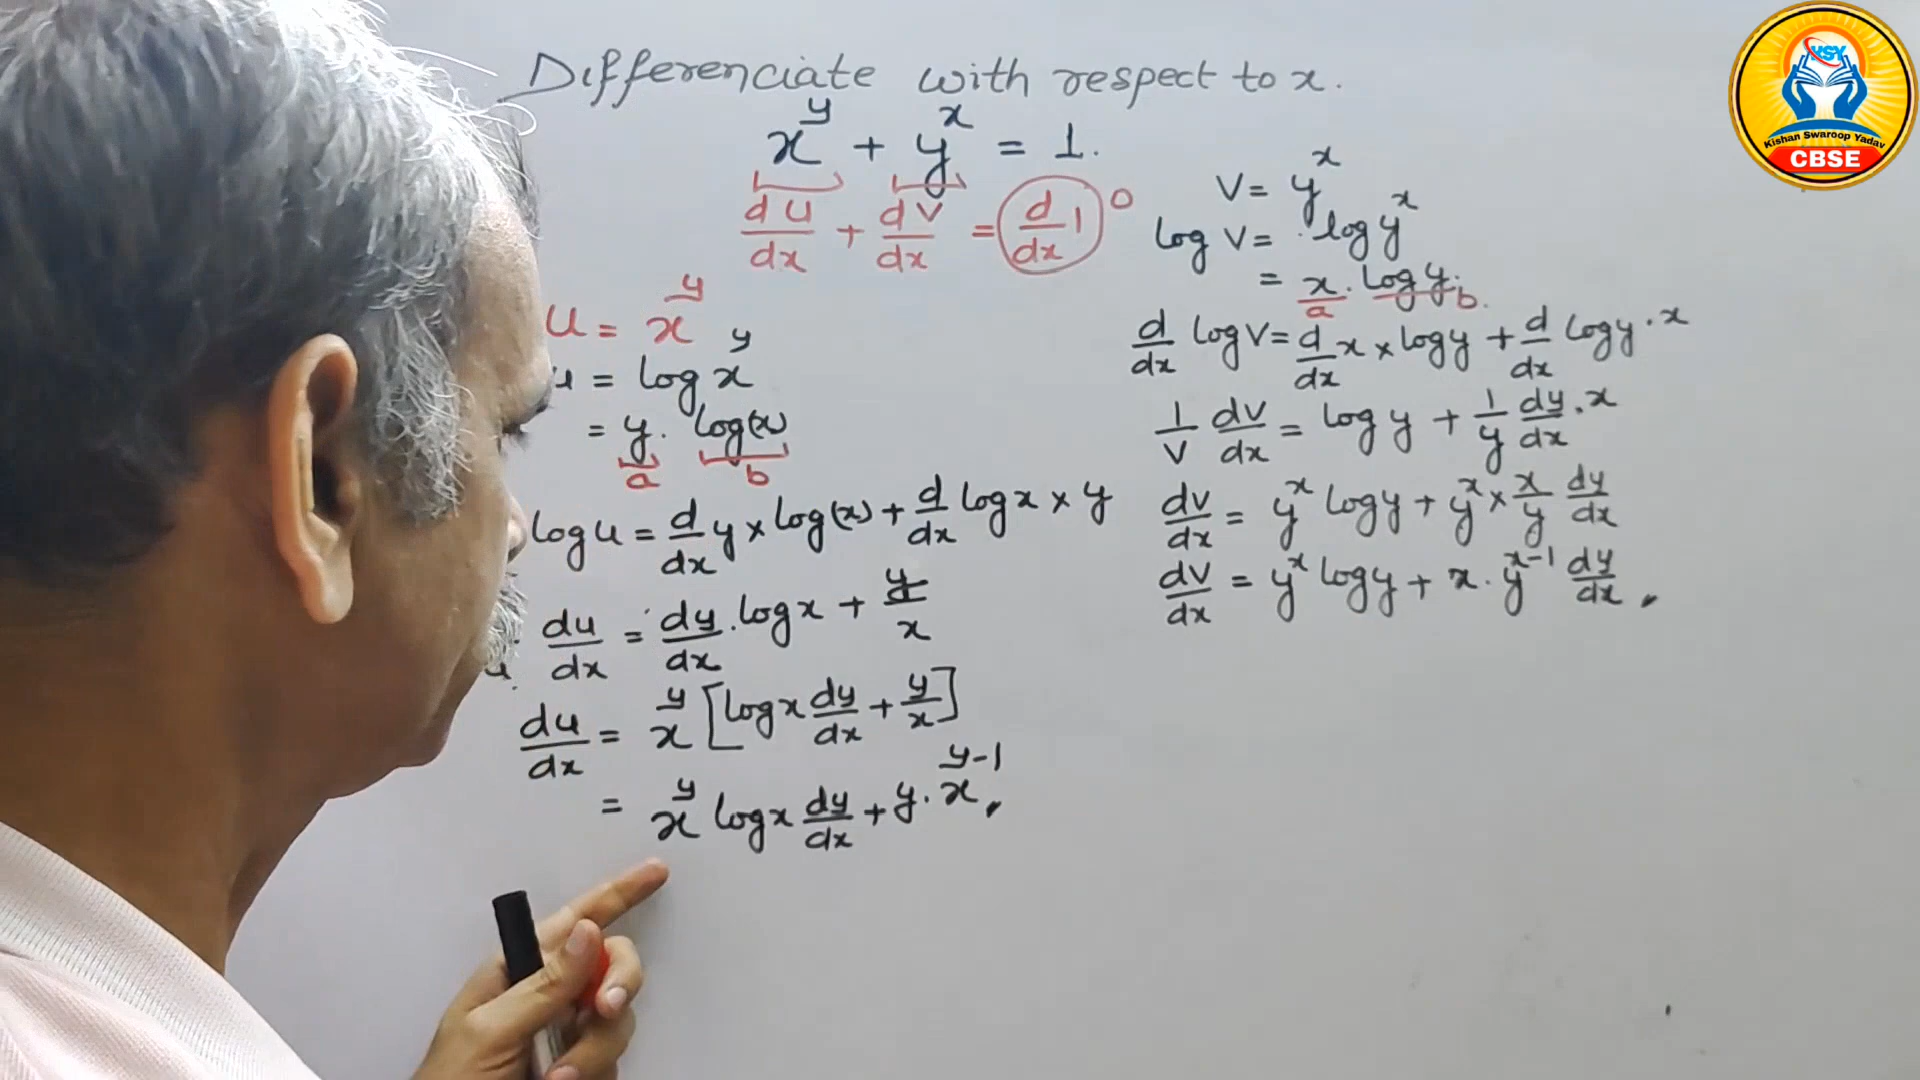 Differenciate with respect to x.
x^y + y^x = 1.
du/dx + dv/dx = d/dx 1 0
u = x^y
u = log x^y
= y . log(x)
a b
log u = d/dx y × log(x) + d/dx log x × y
du/dx = dy/dx . log x + y/x
du/dx = x^y [log x dy/dx + y/x]
= x^y log x dy/dx + y . x^(y-1)
V = y^x
log V = log y^x
= x . log y.
a b.
d/dx log V = d/dx x × log y + d/dx log y . x
1/V dv/dx = log y + 1/y dy/dx . x
dv/dx = y^x log y + y^x × x/y dy/dx
dv/dx = y^x log y + x . y^(x-1) dy/dx
KSY
Kishan Swaroop Yadav
CBSE